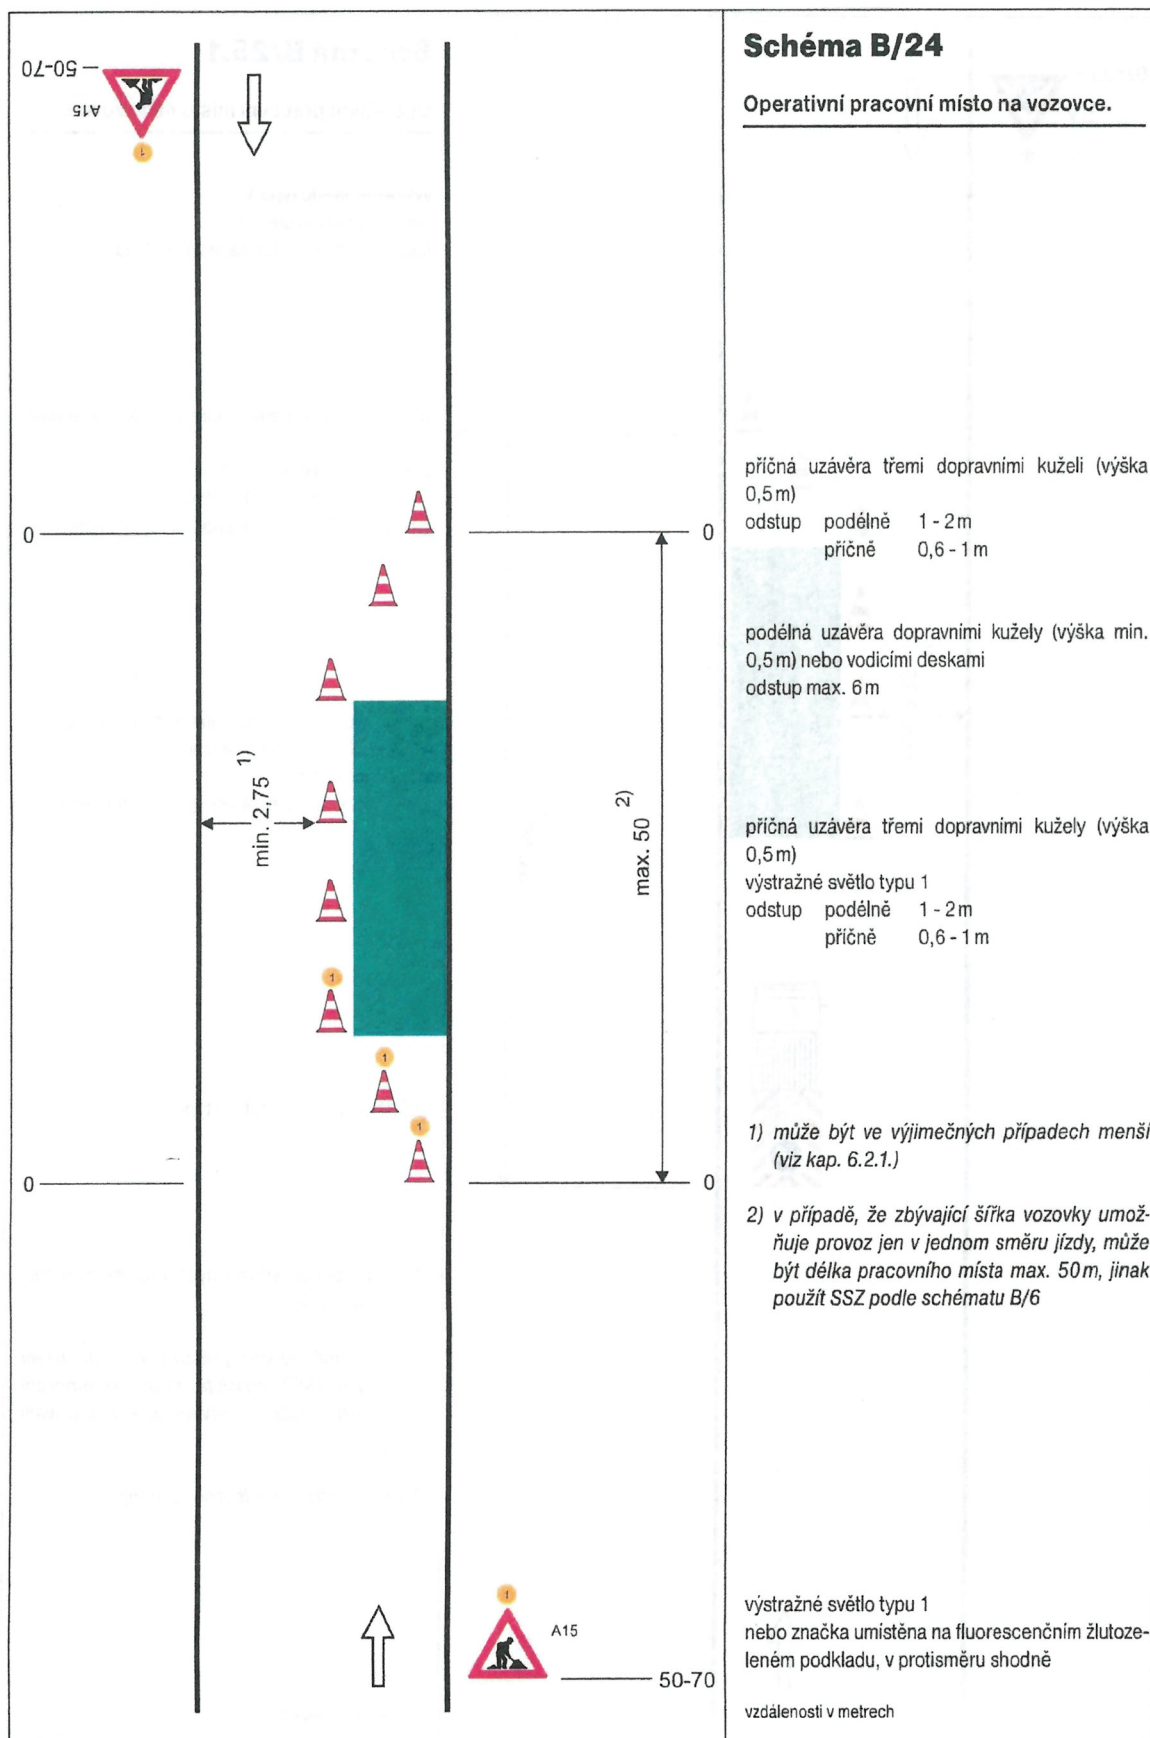 Schéma B/24
Operativní pracovní místo na vozovce.
50-70
A15
1
příčná uzávěra třemi dopravními kuželi (výška
0,5 m)
odstup podélně 1 - 2 m
příčně 0,6 - 1 m
0
0
podélná uzávěra dopravními kužely (výška min.
0,5 m) nebo vodicími deskami
odstup max. 6 m
min. 2,75 1)
max. 50 2)
příčná uzávěra třemi dopravními kužely (výška
0,5 m)
výstražné světlo typu 1
odstup podélně 1 - 2 m
příčně 0,6 - 1 m
1
1
1
0
0
1) může být ve výjimečných případech menší
(viz kap. 6.2.1.)
2) v případě, že zbývající šířka vozovky umož-
ňuje provoz jen v jednom směru jízdy, může
být délka pracovního místa max. 50 m, jinak
použít SSZ podle schématu B/6
1
A15
50-70
výstražné světlo typu 1
nebo značka umístěna na fluorescenčním žlutoze-
leném podkladu, v protisměru shodně
vzdálenosti v metrech